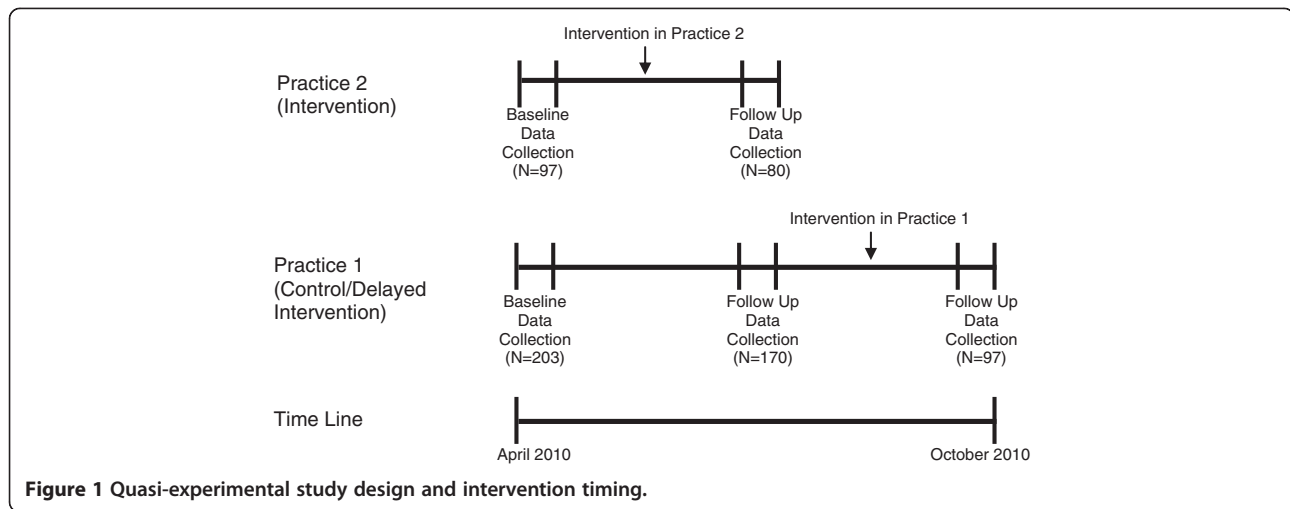 Intervention in Practice 2
Practice 2
(Intervention)
Baseline
Data
Collection
(N=97)
Follow Up
Data
Collection
(N=80)
Intervention in Practice 1
Practice 1
(Control/Delayed
Intervention)
Baseline
Data
Collection
(N=203)
Follow Up
Data
Collection
(N=170)
Follow Up
Data
Collection
(N=97)
Time Line
April 2010
October 2010
Figure 1 Quasi-experimental study design and intervention timing.